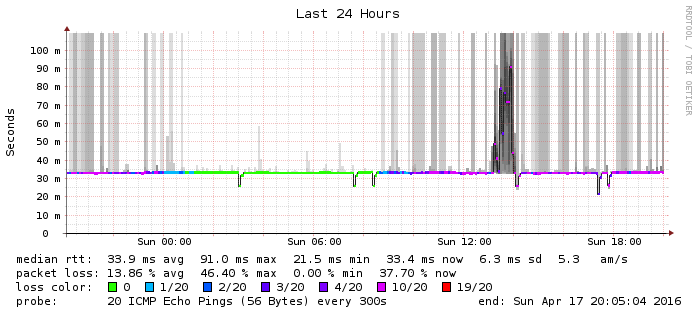 Last 24 Hours
RRDTOOL / TOBI OETIKER
Seconds
100 m
90 m
80 m
70 m
60 m
50 m
40 m
30 m
20 m
10 m
0
Sun 00:00 Sun 06:00 Sun 12:00 Sun 18:00
median rtt: 33.9 ms avg 91.0 ms max 21.5 ms min 33.4 ms now 6.3 ms sd 5.3 am/s
packet loss: 13.86 % avg 46.40 % max 0.00 % min 37.70 % now
loss color: 0 1/20 2/20 3/20 4/20 10/20 19/20
probe: 20 ICMP Echo Pings (56 Bytes) every 300s end: Sun Apr 17 20:05:04 2016